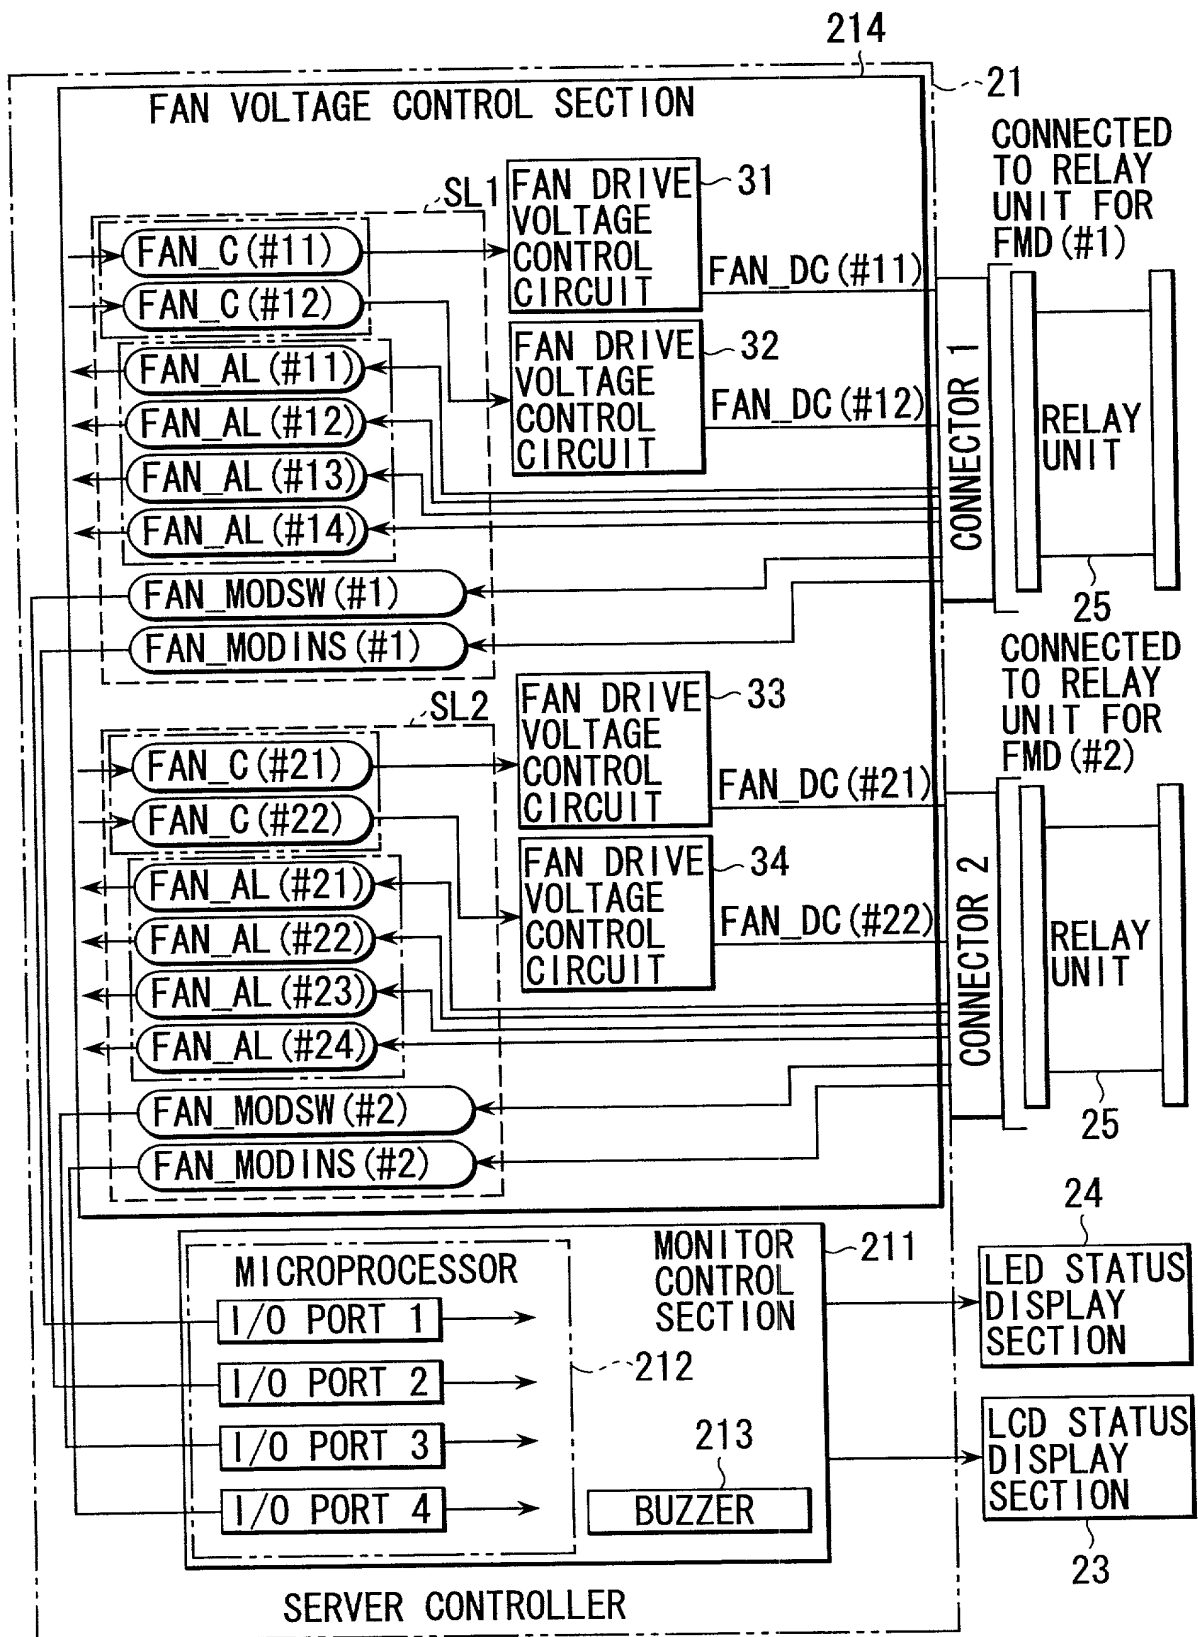 214
21
FAN VOLTAGE CONTROL SECTION
CONNECTED
TO RELAY
UNIT FOR
FMD(#1)
SL1
FAN DRIVE
VOLTAGE
CONTROL
CIRCUIT
31
FAN_C(#11)
FAN_C(#12)
FAN_DC(#11)
FAN DRIVE
VOLTAGE
CONTROL
CIRCUIT
32
FAN_DC(#12)
FAN_AL(#11)
FAN_AL(#12)
FAN_AL(#13)
FAN_AL(#14)
FAN_MODSW(#1)
FAN_MODINS(#1)
CONNECTOR 1
RELAY
UNIT
25
CONNECTED
TO RELAY
UNIT FOR
FMD(#2)
SL2
FAN DRIVE
VOLTAGE
CONTROL
CIRCUIT
33
FAN_C(#21)
FAN_C(#22)
FAN_DC(#21)
FAN DRIVE
VOLTAGE
CONTROL
CIRCUIT
34
FAN_DC(#22)
FAN_AL(#21)
FAN_AL(#22)
FAN_AL(#23)
FAN_AL(#24)
FAN_MODSW(#2)
FAN_MODINS(#2)
CONNECTOR 2
RELAY
UNIT
25
MICROPROCESSOR
I/O PORT 1
I/O PORT 2
I/O PORT 3
I/O PORT 4
212
MONITOR
CONTROL
SECTION
211
213
BUZZER
24
LED STATUS
DISPLAY
SECTION
LCD STATUS
DISPLAY
SECTION
23
SERVER CONTROLLER